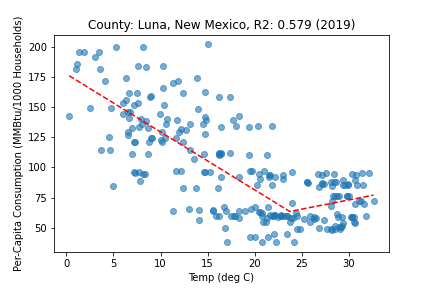 County: Luna, New Mexico, R2: 0.579 (2019)
Per-Capita Consumption (MMBtu/1000 Households)
200
175
150
125
100
75
50
0 5 10 15 20 25 30
Temp (deg C)